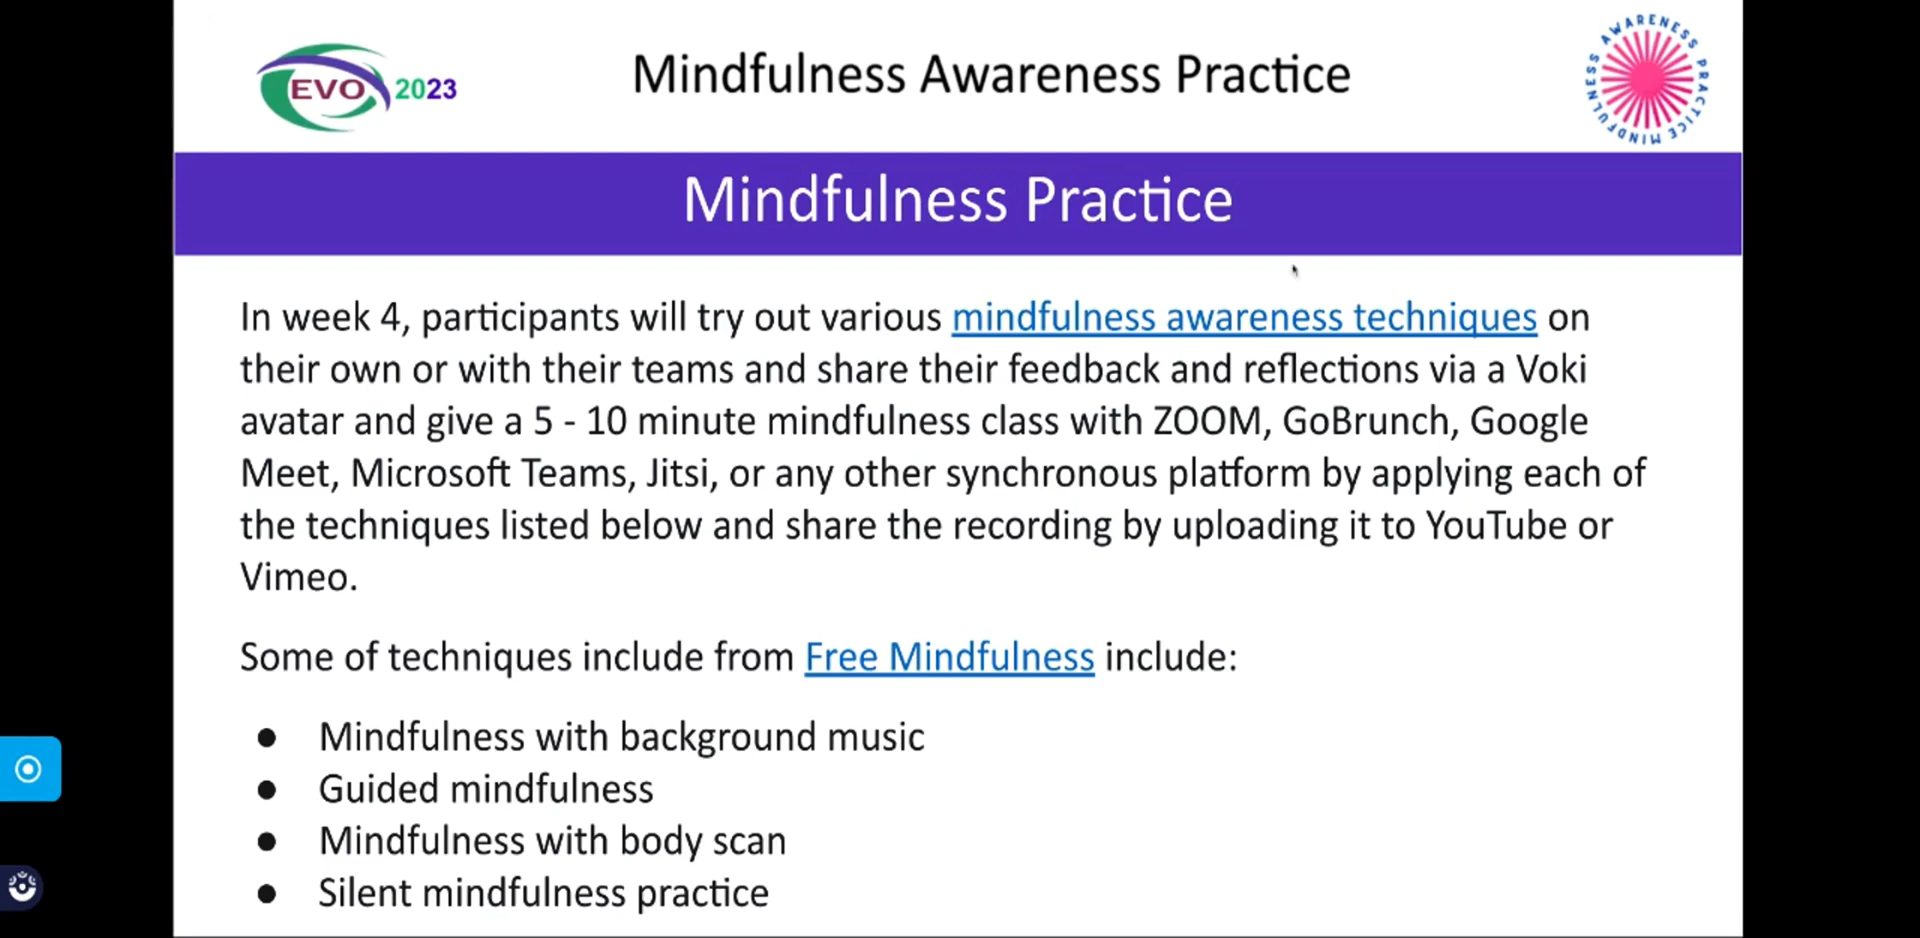 EVO 2023
Mindfulness Awareness Practice
MINDFULNESS AWARENESS PRACTICE
Mindfulness Practice
In week 4, participants will try out various mindfulness awareness techniques on
their own or with their teams and share their feedback and reflections via a Voki
avatar and give a 5 - 10 minute mindfulness class with ZOOM, GoBrunch, Google
Meet, Microsoft Teams, Jitsi, or any other synchronous platform by applying each of
the techniques listed below and share the recording by uploading it to YouTube or
Vimeo.
Some of techniques include from Free Mindfulness include:
● Mindfulness with background music
● Guided mindfulness
● Mindfulness with body scan
● Silent mindfulness practice